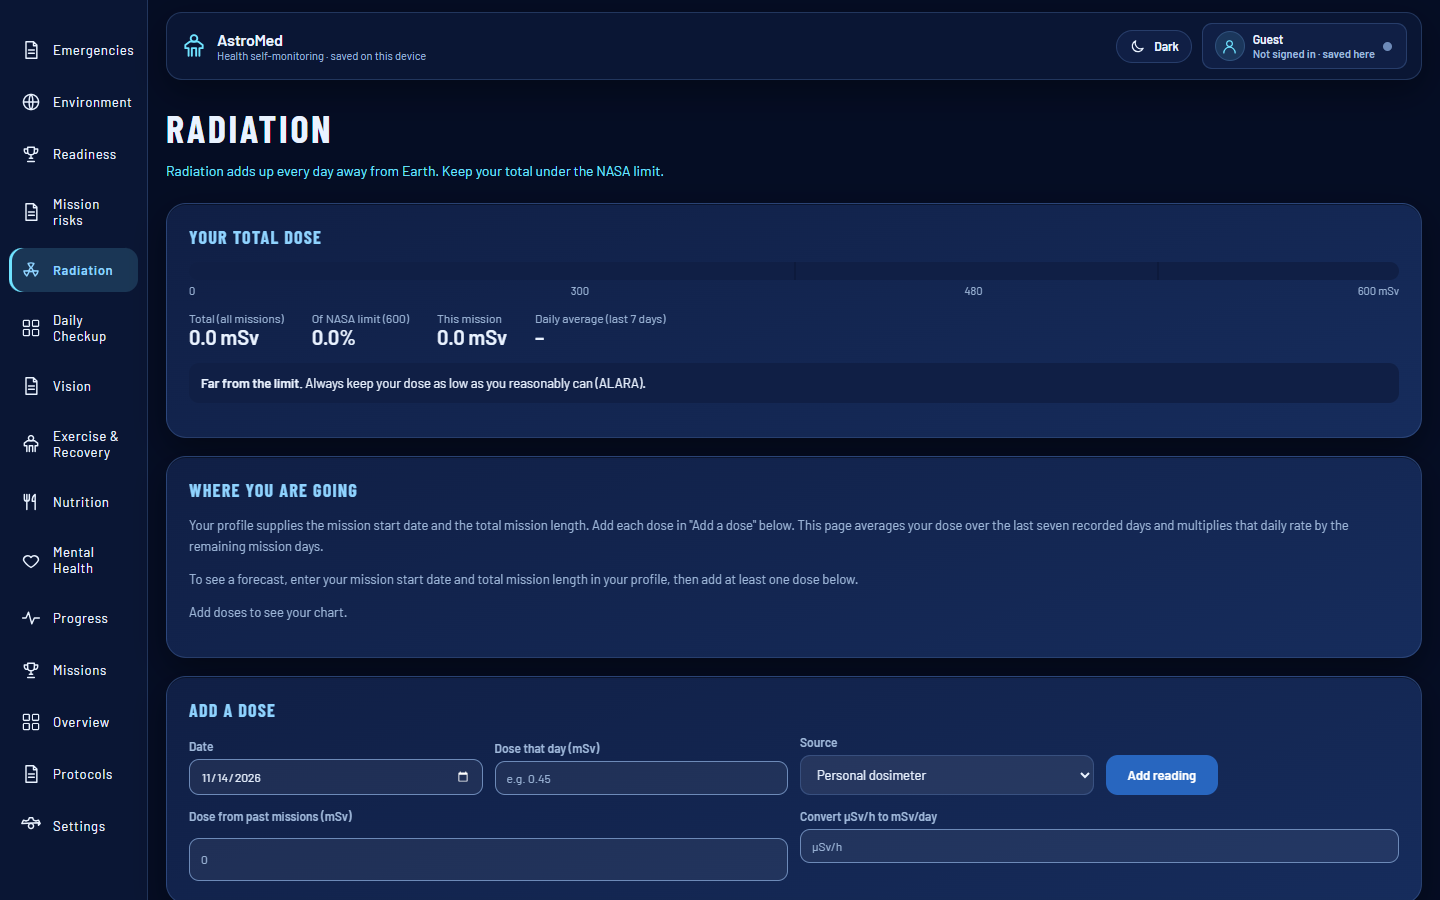 Emergencies
Environment
Readiness
Mission
risks
Radiation
Daily
Checkup
Vision
Exercise &
Recovery
Nutrition
Mental
Health
Progress
Missions
Overview
Protocols
Settings
AstroMed
Health self-monitoring · saved on this device
Dark
Guest
Not signed in · saved here
RADIATION
Radiation adds up every day away from Earth. Keep your total under the NASA limit.
YOUR TOTAL DOSE
0 300 480 600 mSv
Total (all missions) Of NASA limit (600) This mission Daily average (last 7 days)
0.0 mSv 0.0% 0.0 mSv –
Far from the limit. Always keep your dose as low as you reasonably can (ALARA).
WHERE YOU ARE GOING
Your profile supplies the mission start date and the total mission length. Add each dose in "Add a dose" below. This page averages your dose over the last seven recorded days and multiplies that daily rate by the
remaining mission days.
To see a forecast, enter your mission start date and total mission length in your profile, then add at least one dose below.
Add doses to see your chart.
ADD A DOSE
Date Dose that day (mSv) Source
11/14/2026 e.g. 0.45 Personal dosimeter Add reading
Dose from past missions (mSv) Convert µSv/h to mSv/day
0 µSv/h